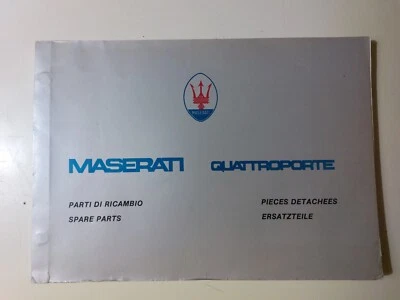 MASERATI QUATTROPORTE
PARTI DI RICAMBIO PIECES DETACHEES
SPARE PARTS ERSATZTEILE